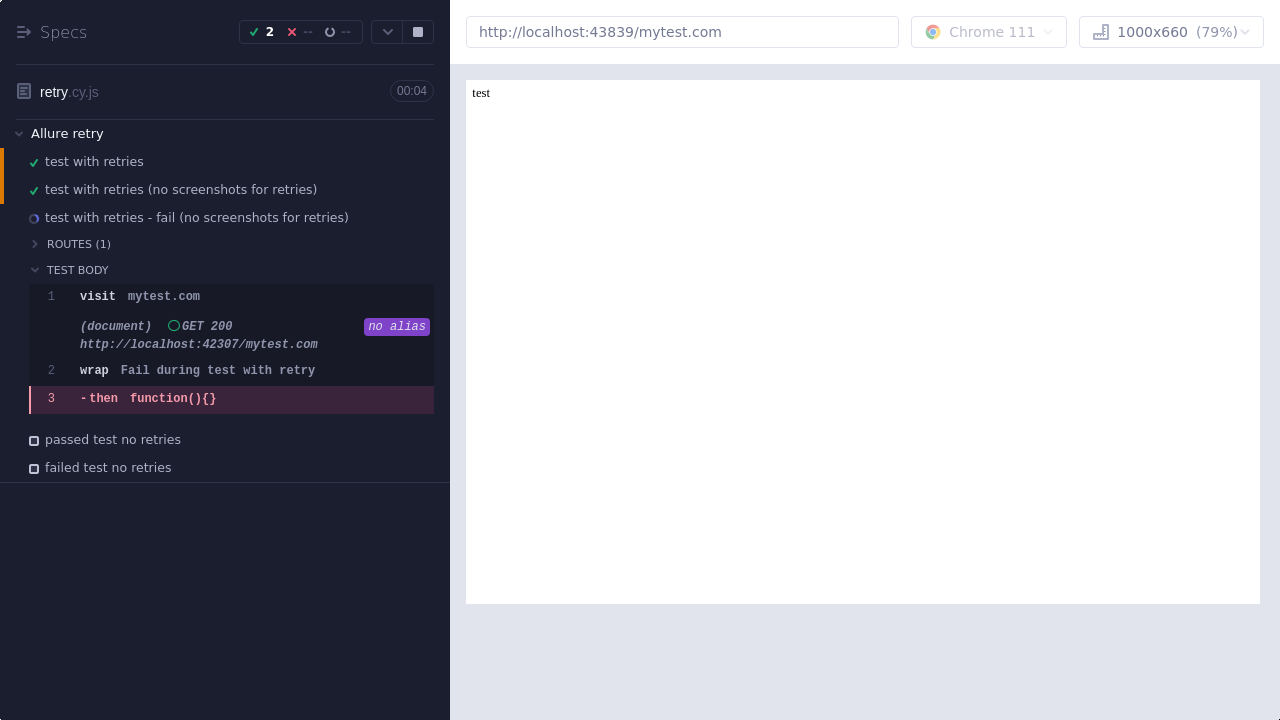 Specs
2
--
--
retry.cy.js
00:04
Allure retry
test with retries
test with retries (no screenshots for retries)
test with retries - fail (no screenshots for retries)
ROUTES (1)
TEST BODY
1 visit mytest.com
(document) GET 200 no alias
http://localhost:42307/mytest.com
2 wrap Fail during test with retry
3 -then function(){}
passed test no retries
failed test no retries
http://localhost:43839/mytest.com
Chrome 111
1000x660 (79%)
test